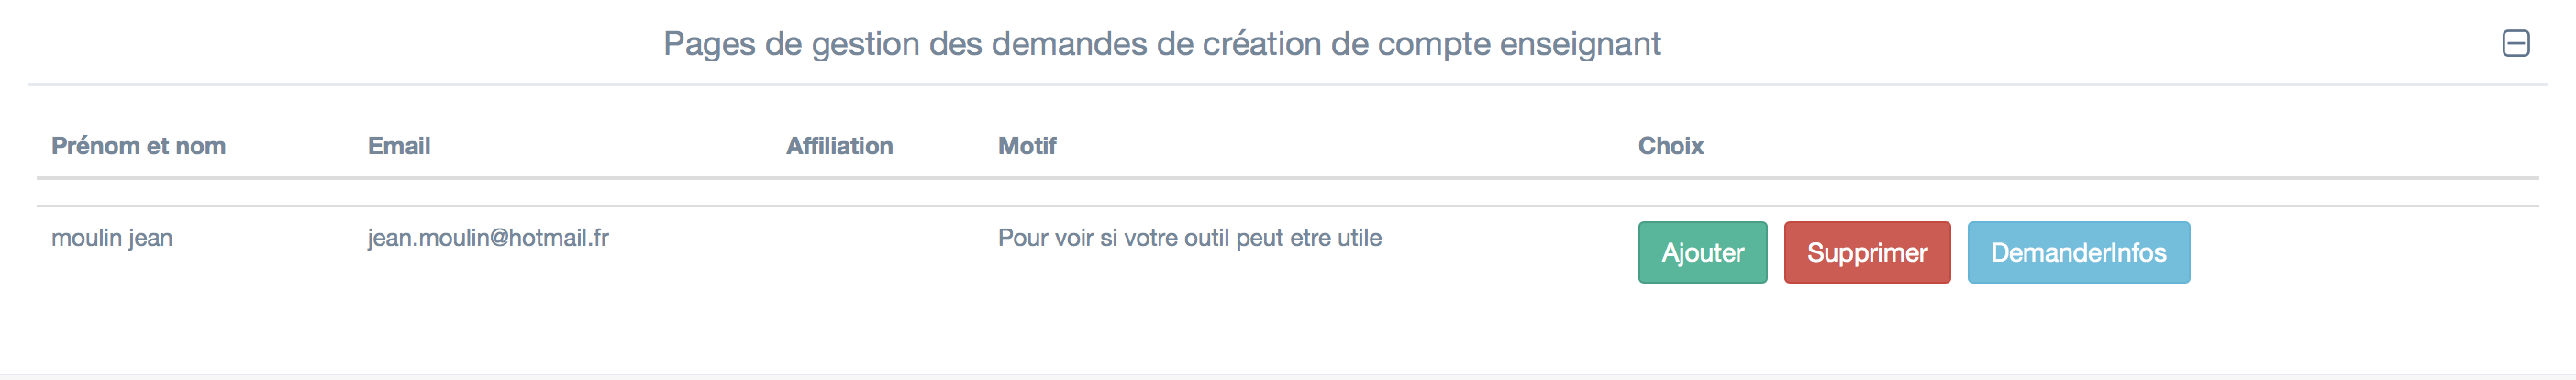 Pages de gestion des demandes de création de compte enseignant
Prénom et nom Email Affiliation Motif Choix
moulin jean jean.moulin@hotmail.fr Pour voir si votre outil peut etre utile Ajouter Supprimer DemanderInfos